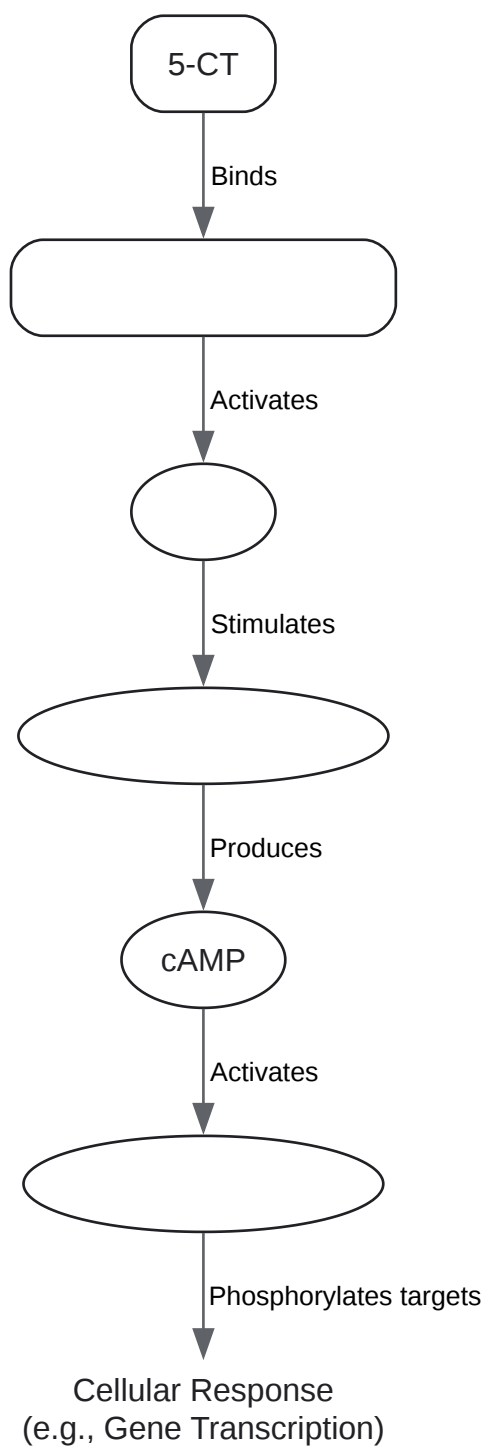 5-CT
Binds
Activates
Stimulates
Produces
cAMP
Activates
Phosphorylates targets
Cellular Response
(e.g., Gene Transcription)